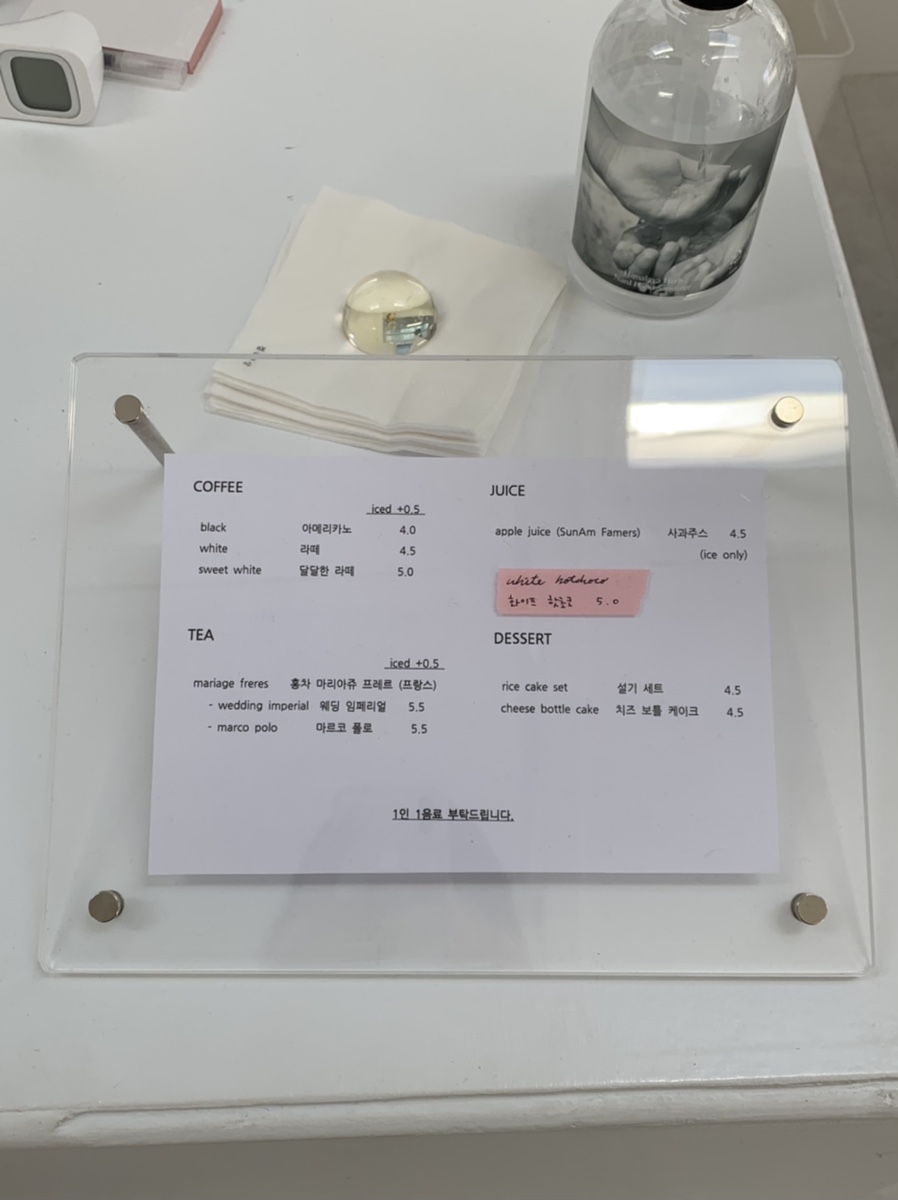 COFFEE
iced +0.5
black 아메리카노 4.0
white 라떼 4.5
sweet white 달달한 라떼 5.0
TEA
iced +0.5
mariage freres 홍차 마리아쥬 프레르 (프랑스)
- wedding imperial 웨딩 임페리얼 5.5
- marco polo 마르코 폴로 5.5
JUICE
apple juice (SunAm Famers) 사과주스 4.5
(ice only)
white hotchoco
화이트 핫초코 5.0
DESSERT
rice cake set 설기 세트 4.5
cheese bottle cake 치즈 보틀 케이크 4.5
1인 1음료 부탁드립니다.